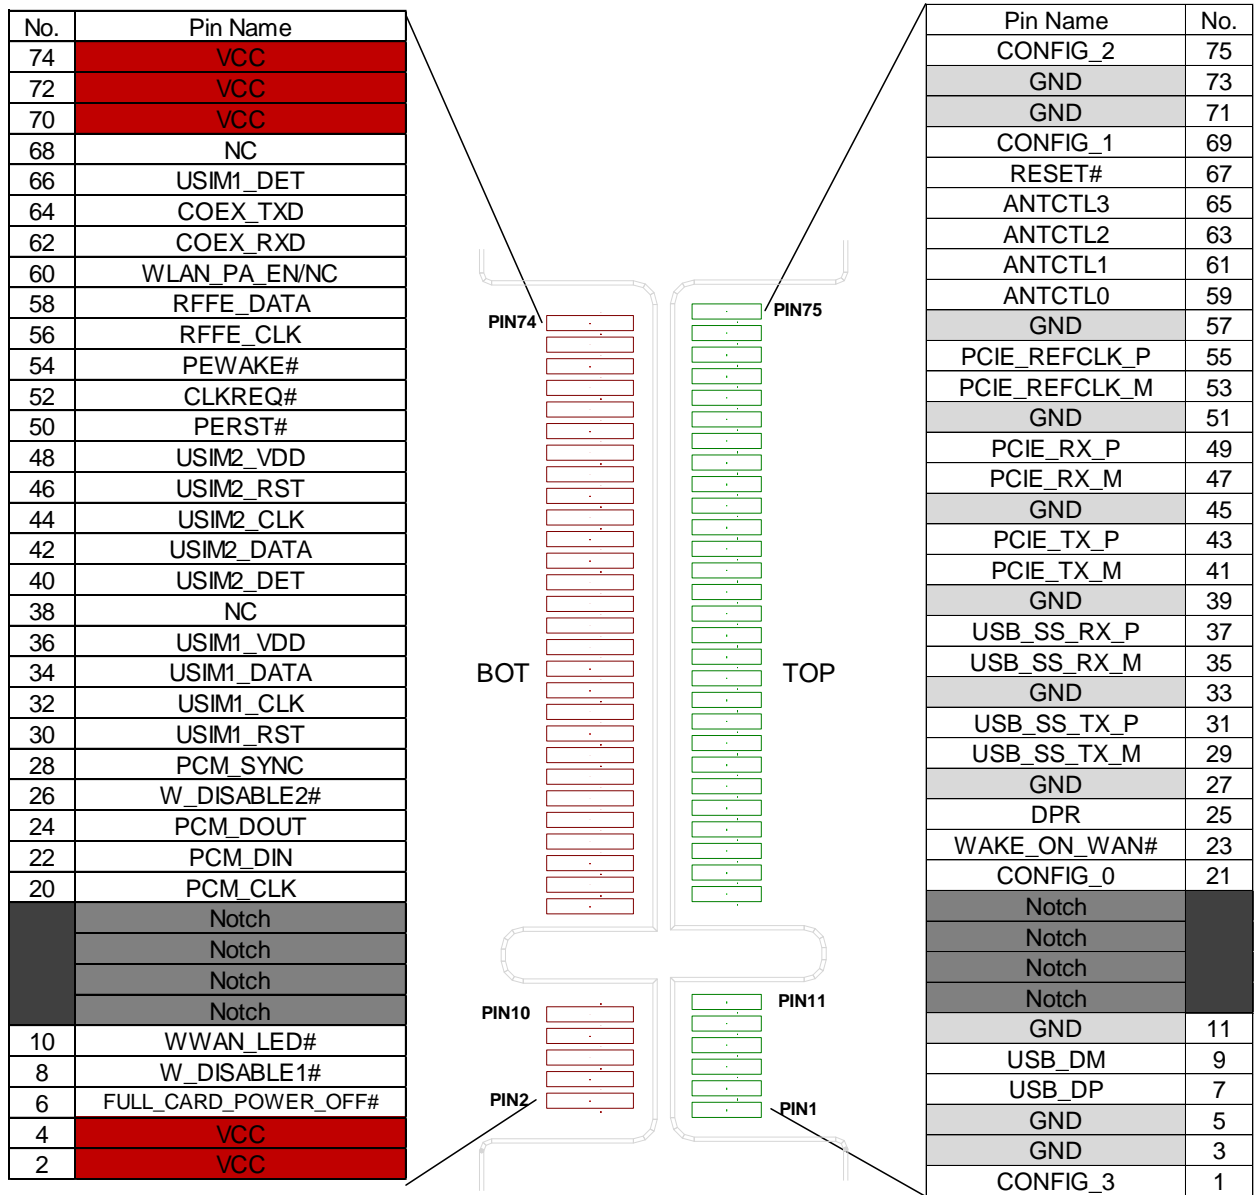 No. Pin Name
74 VCC
72 VCC
70 VCC
68 NC
66 USIM1_DET
64 COEX_TXD
62 COEX_RXD
60 WLAN_PA_EN/NC
58 RFFE_DATA
56 RFFE_CLK
54 PEWAKE#
52 CLKREQ#
50 PERST#
48 USIM2_VDD
46 USIM2_RST
44 USIM2_CLK
42 USIM2_DATA
40 USIM2_DET
38 NC
36 USIM1_VDD
34 USIM1_DATA
32 USIM1_CLK
30 USIM1_RST
28 PCM_SYNC
26 W_DISABLE2#
24 PCM_DOUT
22 PCM_DIN
20 PCM_CLK
Notch
Notch
Notch
Notch
10 WWAN_LED#
8 W_DISABLE1#
6 FULL_CARD_POWER_OFF#
4 VCC
2 VCC
PIN74
PIN75
BOT
TOP
PIN10
PIN11
PIN2
PIN1
Pin Name No.
CONFIG_2 75
GND 73
GND 71
CONFIG_1 69
RESET# 67
ANTCTL3 65
ANTCTL2 63
ANTCTL1 61
ANTCTL0 59
GND 57
PCIE_REFCLK_P 55
PCIE_REFCLK_M 53
GND 51
PCIE_RX_P 49
PCIE_RX_M 47
GND 45
PCIE_TX_P 43
PCIE_TX_M 41
GND 39
USB_SS_RX_P 37
USB_SS_RX_M 35
GND 33
USB_SS_TX_P 31
USB_SS_TX_M 29
GND 27
DPR 25
WAKE_ON_WAN# 23
CONFIG_0 21
Notch
Notch
Notch
Notch
GND 11
USB_DM 9
USB_DP 7
GND 5
GND 3
CONFIG_3 1